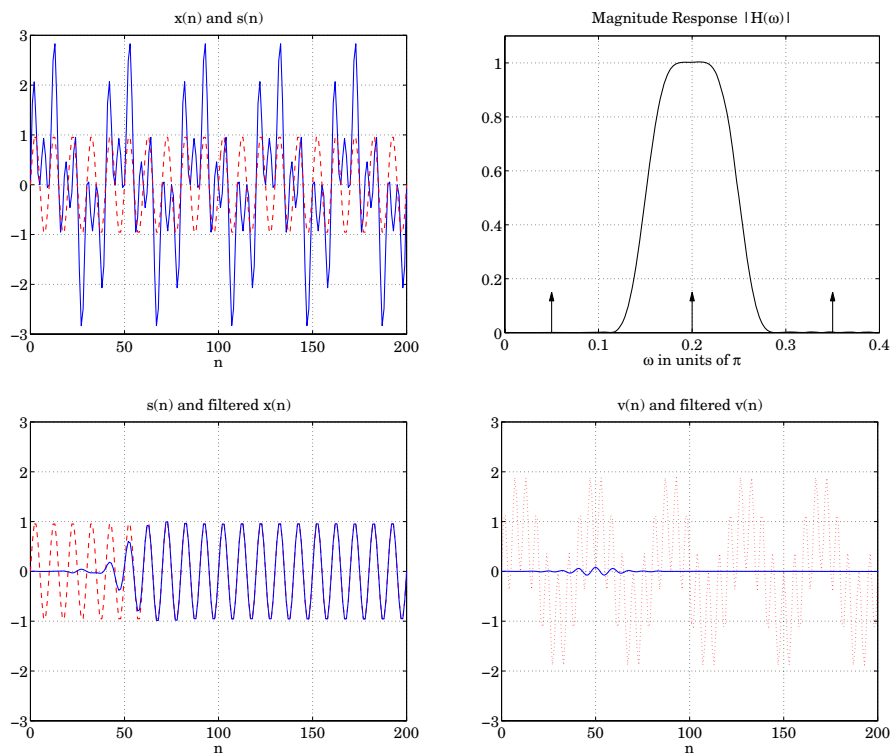 x(n) and s(n)
3
2
1
0
−1
−2
−3
0 50 100 150 200
n
Magnitude Response |H(ω)|
1
0.8
0.6
0.4
0.2
0
0 0.1 0.2 0.3 0.4
ω in units of π
s(n) and filtered x(n)
3
2
1
0
−1
−2
−3
0 50 100 150 200
n
v(n) and filtered v(n)
3
2
1
0
−1
−2
−3
0 50 100 150 200
n